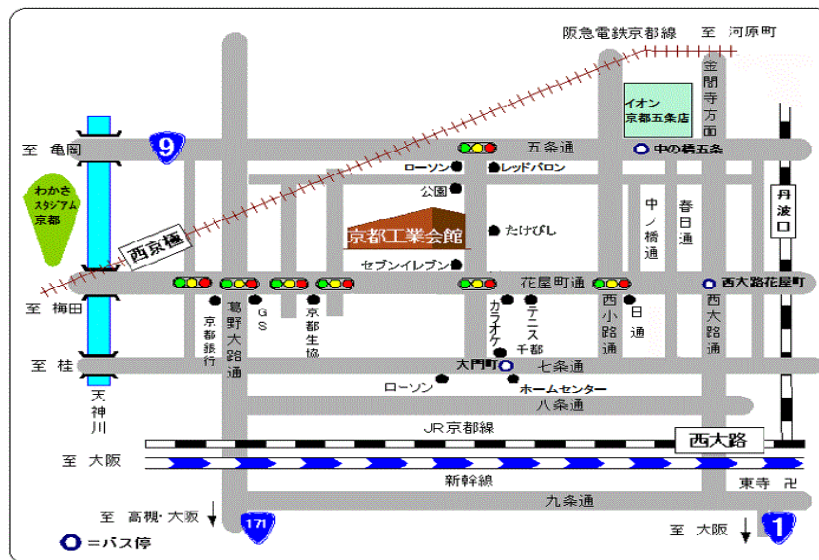 阪急電鉄京都線 至 河原町
金閣寺方面
イオン
京都五条店
至 亀岡
9
五条通
中の橋五条
ローソン
レッドバロン
公園
わかさ
スタジアム
京都
中ノ橋通
春日通
丹波口
京都工業会館
たけびし
西京極
セブンイレブン
花屋町通
西大路花屋町
至 梅田
京都銀行
葛野大路通
GS
京都生協
カラオケ
テニス
西小路通
日通
西大路通
千都
至 桂
大門町
七条通
天神川
ローソン
ホームセンター
八条通
JR京都線
西大路
至 大阪
新幹線
東寺 卍
九条通
至 高槻・大阪
171
至 大阪
1
=バス停